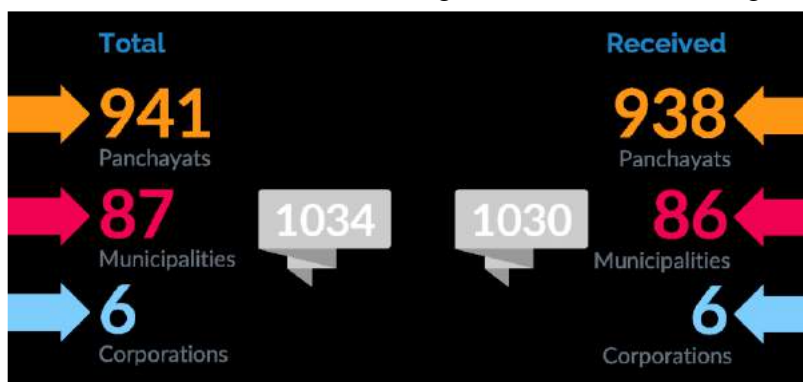 Total
Received
941
938
Panchayats
Panchayats
87
1034
1030
86
Municipalities
Municipalities
6
6
Corporations
Corporations